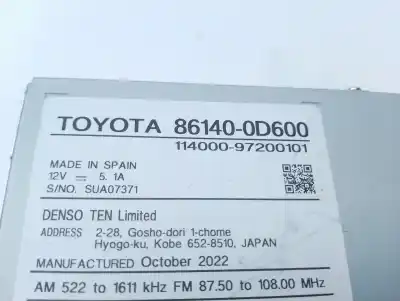 TOYOTA 86140-0D600
114000-97200101
MADE IN SPAIN
12V ⎓ 5.1A
S/NO. SUA07371
DENSO TEN Limited
ADDRESS 2-28, Gosho-dori 1-chome
Hyogo-ku, Kobe 652-8510, JAPAN
MANUFACTURED October 2022
AM 522 to 1611 kHz FM 87.50 to 108.00 MHz